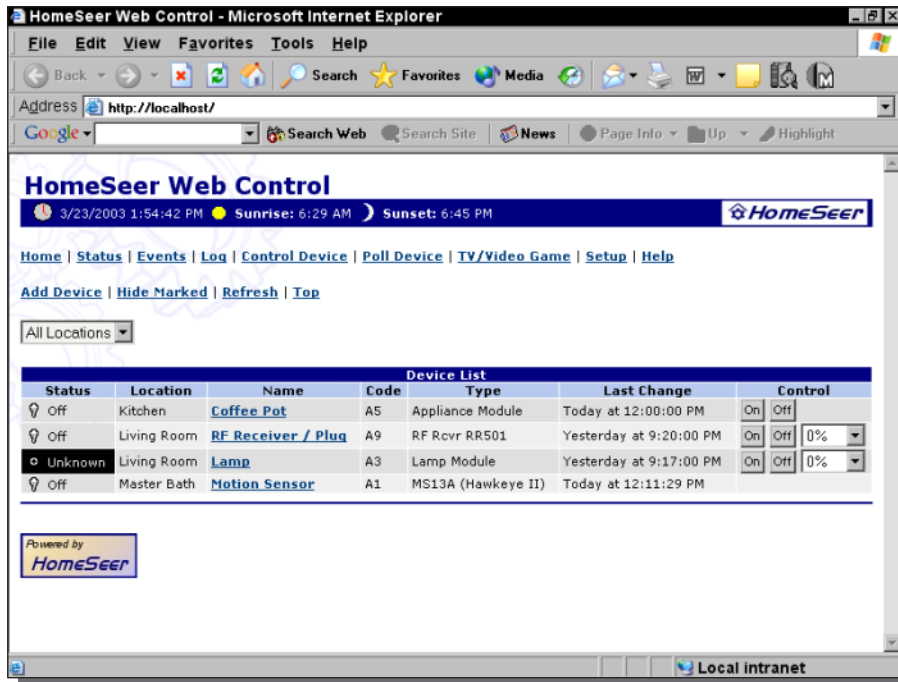 HomeSeer Web Control - Microsoft Internet Explorer
File Edit View Favorites Tools Help
Back Search Favorites Media
Address http://localhost/
Google Search Web Search Site News Page Info Up Highlight
HomeSeer Web Control
3/23/2003 1:54:42 PM Sunrise: 6:29 AM Sunset: 6:45 PM HomeSeer
Home | Status | Events | Log | Control Device | Poll Device | TV/Video Game | Setup | Help
Add Device | Hide Marked | Refresh | Top
All Locations
Device List
Status Location Name Code Type Last Change Control
Off Kitchen Coffee Pot A5 Appliance Module Today at 12:00:00 PM On Off
Off Living Room RF Receiver / Plug A9 RF Rcvr RR501 Yesterday at 9:20:00 PM On Off 0%
Unknown Living Room Lamp A3 Lamp Module Yesterday at 9:17:00 PM On Off 0%
Off Master Bath Motion Sensor A1 MS13A (Hawkeye II) Today at 12:11:29 PM
Powered by
HomeSeer
Local intranet